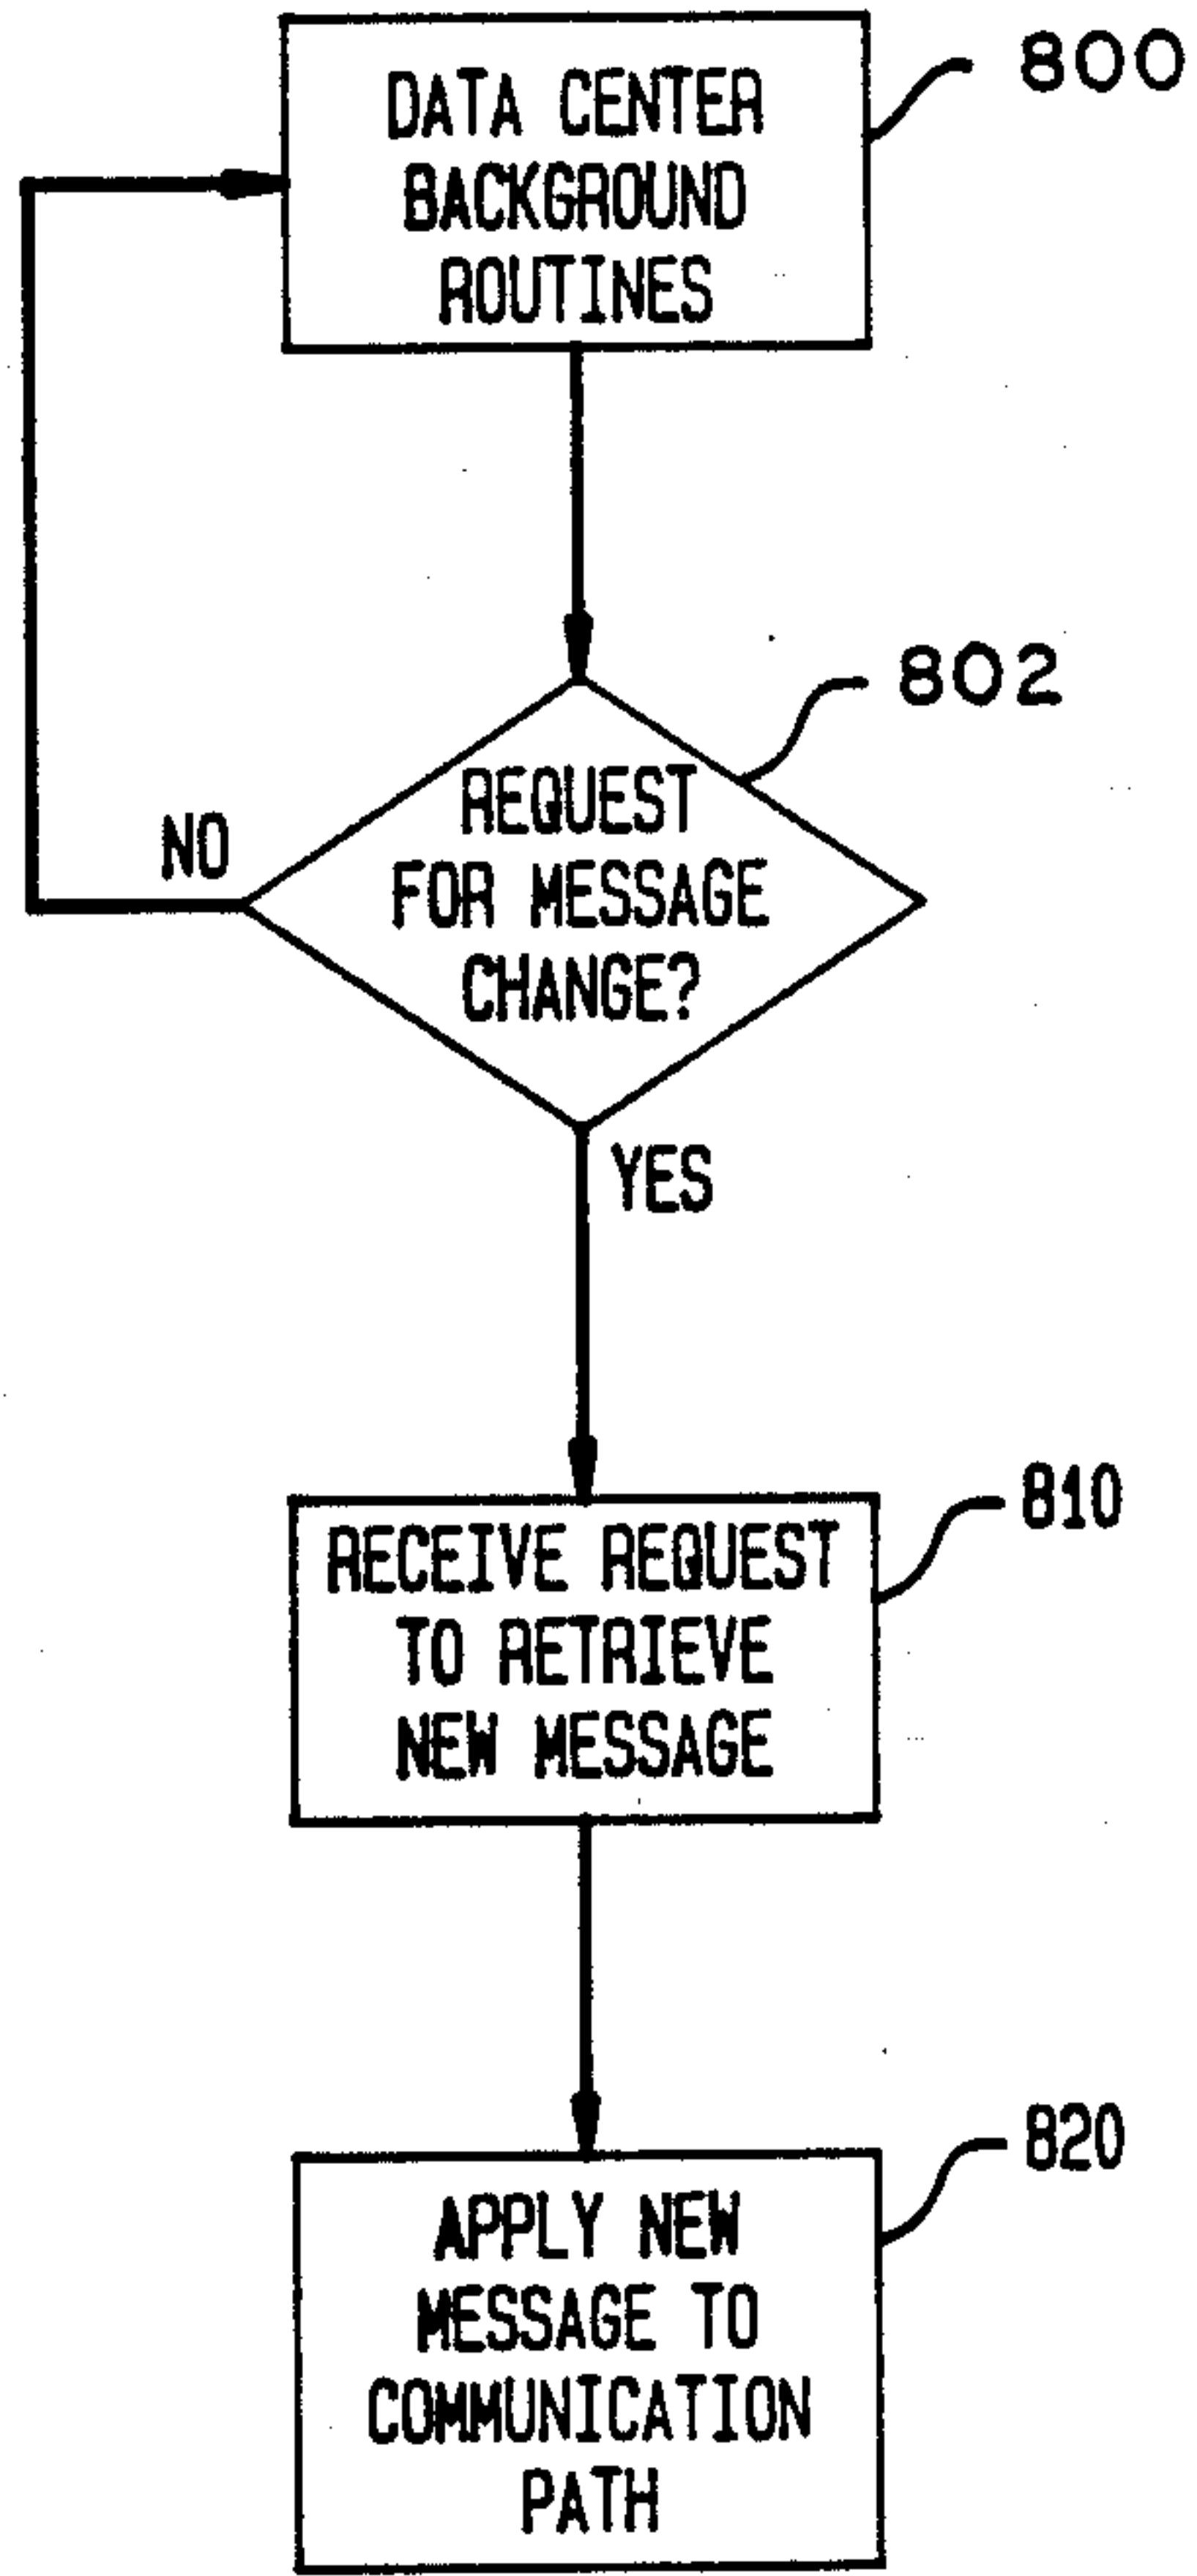 800
DATA CENTER
BACKGROUND
ROUTINES
802
REQUEST
FOR MESSAGE
CHANGE?
NO
YES
810
RECEIVE REQUEST
TO RETRIEVE
NEW MESSAGE
820
APPLY NEW
MESSAGE TO
COMMUNICATION
PATH